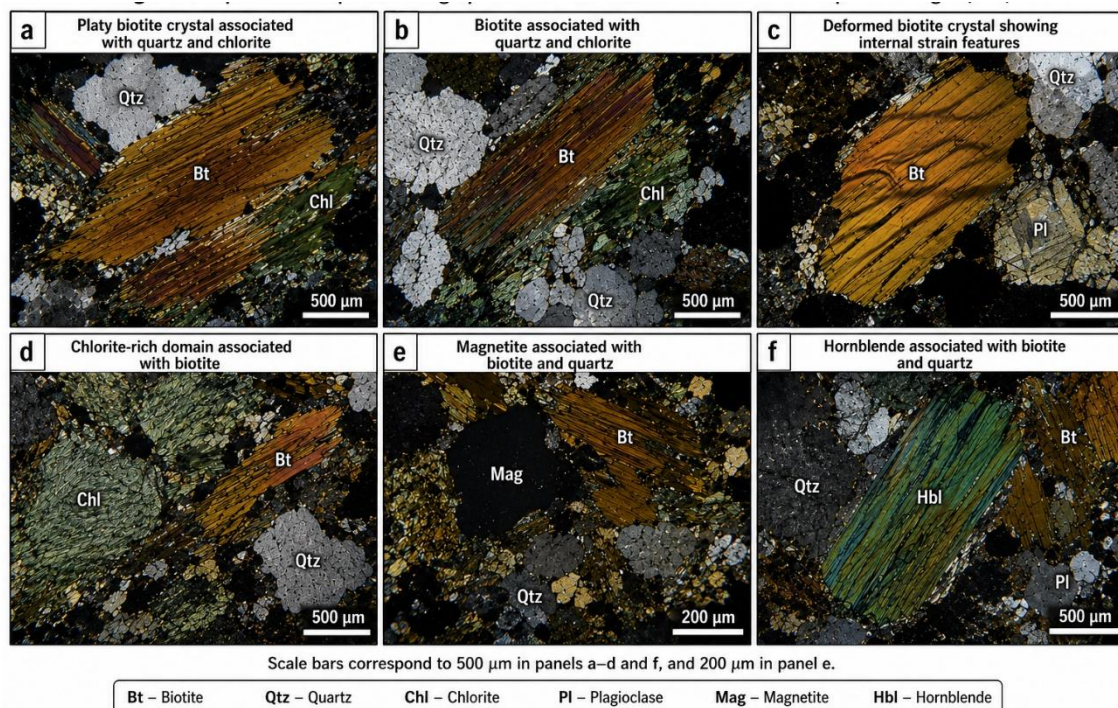 a
Platy biotite crystal associated
with quartz and chlorite
Qtz
Bt
Chl
500 μm
b
Biotite associated with
quartz and chlorite
Qtz
Bt
Chl
Qtz
500 μm
c
Deformed biotite crystal showing
internal strain features
Qtz
Bt
Pl
500 μm
d
Chlorite-rich domain associated
with biotite
Bt
Chl
Qtz
500 μm
e
Magnetite associated with
biotite and quartz
Bt
Mag
Qtz
200 μm
f
Hornblende associated with biotite
and quartz
Bt
Qtz
Hbl
Pl
500 μm
Scale bars correspond to 500 μm in panels a–d and f, and 200 μm in panel e.
Bt – Biotite Qtz – Quartz Chl – Chlorite Pl – Plagioclase Mag – Magnetite Hbl – Hornblende